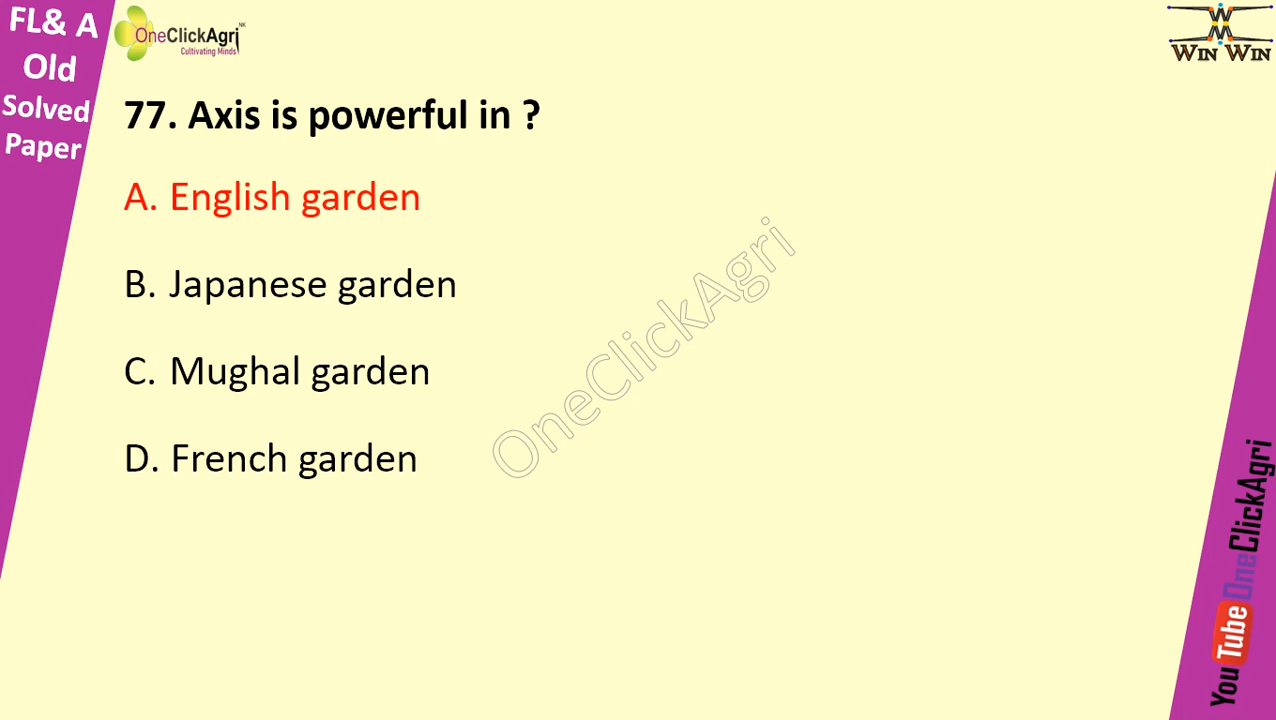 FL& A
Old
Solved
Paper
OneClickAgri
NK
Cultivating Minds
WIN WIN
77. Axis is powerful in ?
A. English garden
B. Japanese garden
C. Mughal garden
D. French garden
OneClickAgri
YouTube OneClickAgri